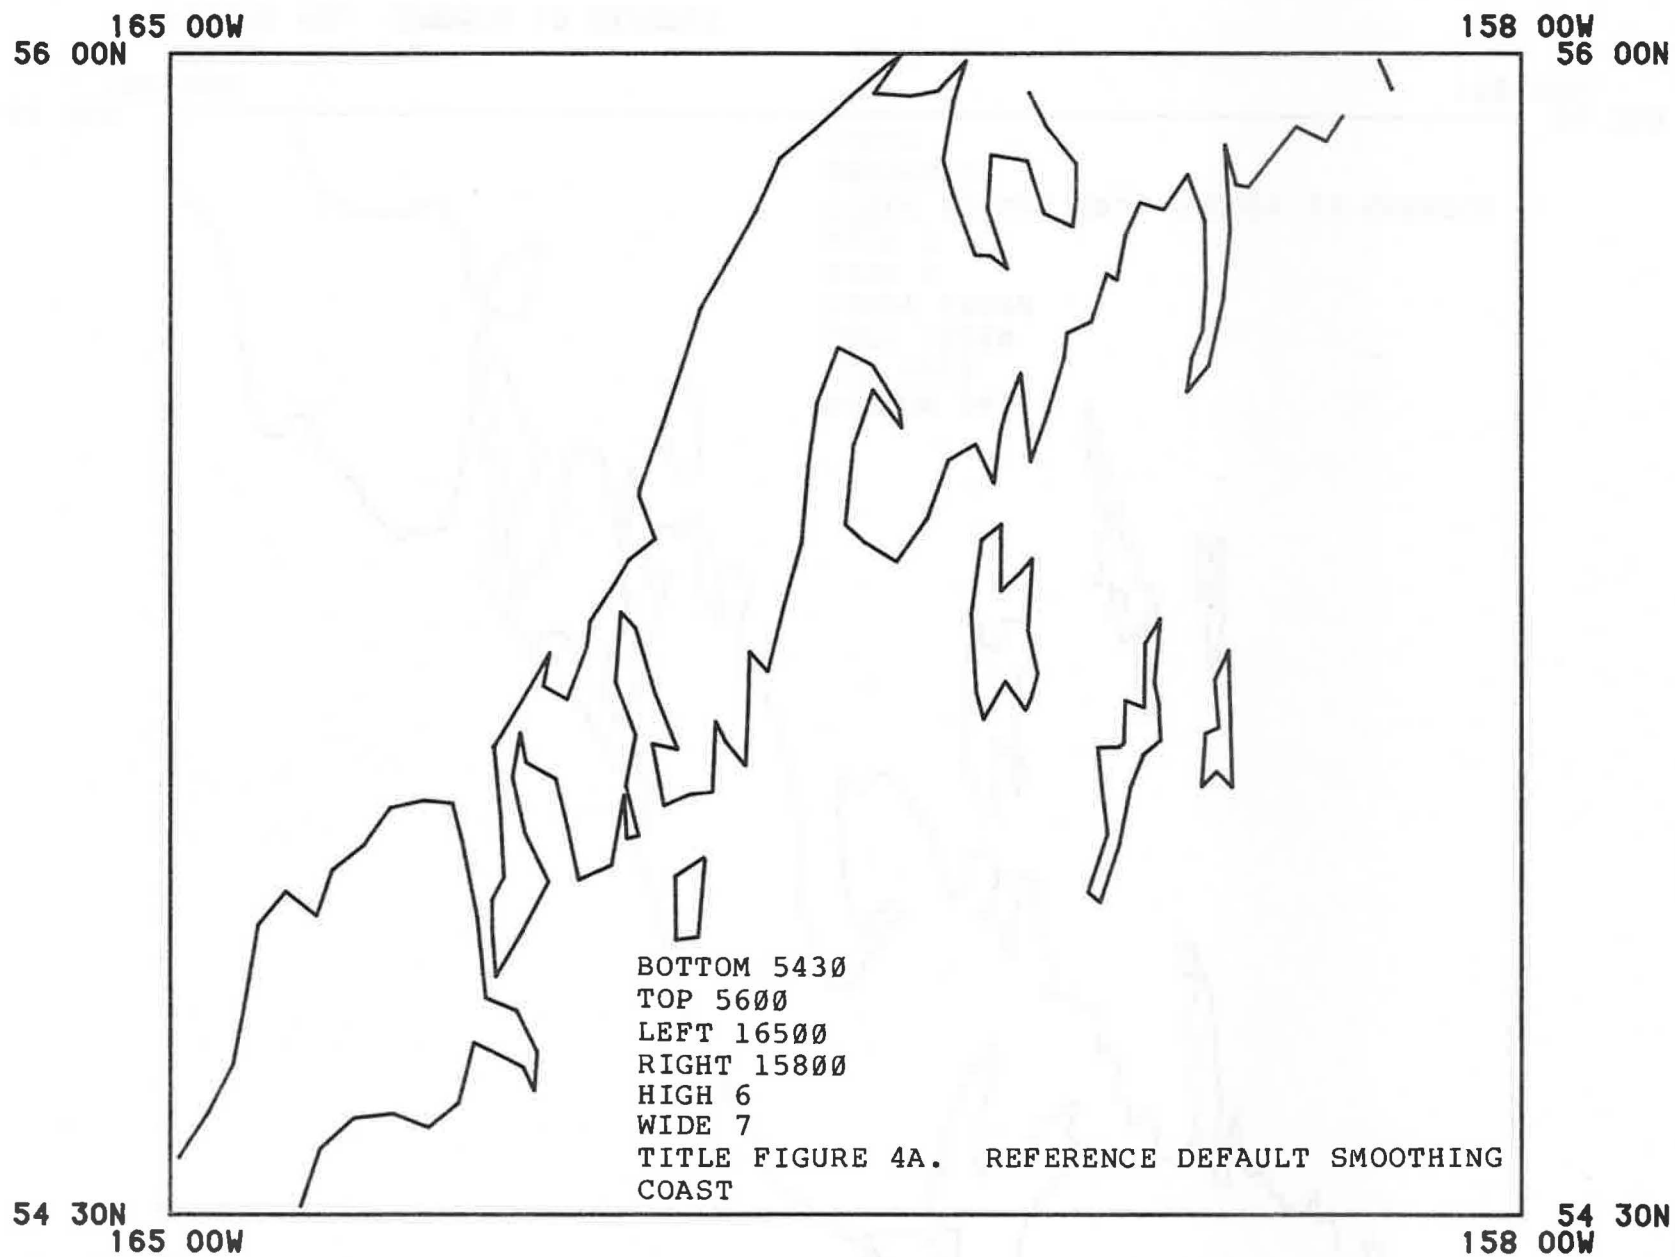 165 00W 158 00W
56 00N 56 00N
BOTTOM 5430
TOP 5600
LEFT 16500
RIGHT 15800
HIGH 6
WIDE 7
TITLE FIGURE 4A. REFERENCE DEFAULT SMOOTHING
COAST
54 30N 54 30N
165 00W 158 00W